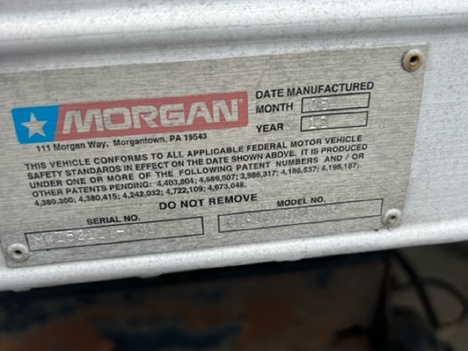 MORGAN
111 Morgan Way, Morgantown, PA 19543
DATE MANUFACTURED
MONTH
YEAR
THIS VEHICLE CONFORMS TO ALL APPLICABLE FEDERAL MOTOR VEHICLE
SAFETY STANDARDS IN EFFECT ON THE DATE SHOWN ABOVE. IT IS PRODUCED
UNDER ONE OR MORE OF THE FOLLOWING PATENT NUMBERS AND / OR
OTHER PATENTS PENDING: 4,403,804; 4,689,507; 3,986,317; 4,186,537; 4,195,187;
4,380,300; 4,380,415; 4,242,032; 4,722,109; 4,673,048.
DO NOT REMOVE
SERIAL NO.
MODEL NO.